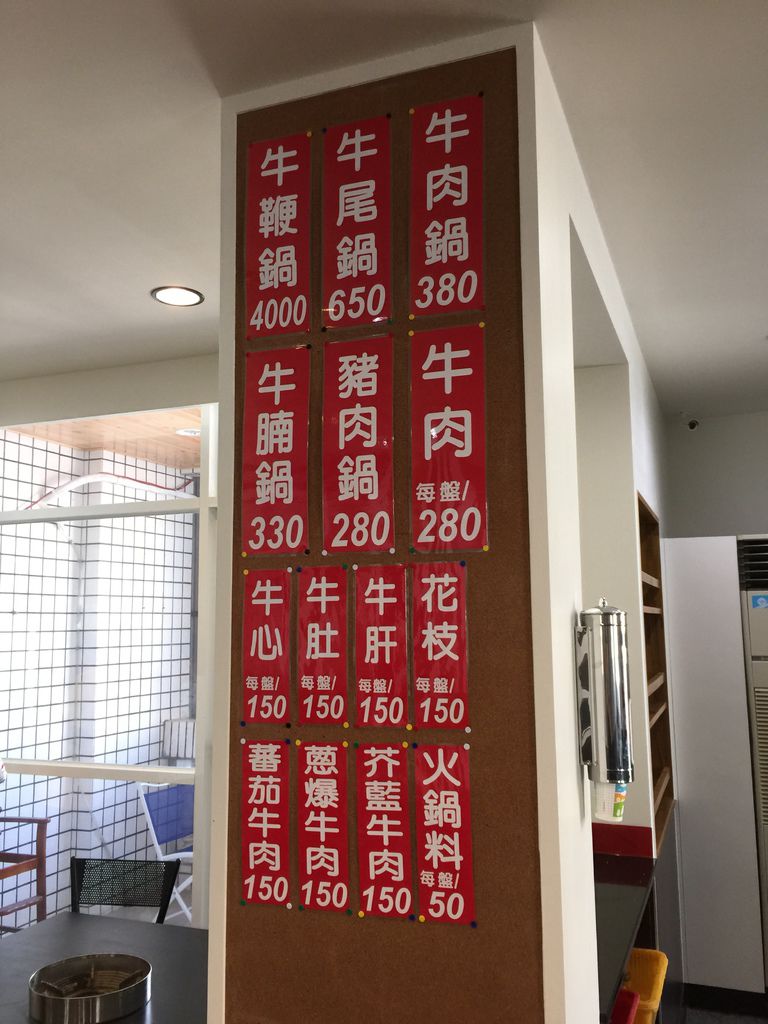 牛肉鍋
380
牛尾鍋
650
牛鞭鍋
4000
牛肉
每盤/
280
豬肉鍋
280
牛腩鍋
330
花枝
每盤/
150
牛肝
每盤/
150
牛肚
每盤/
150
牛心
每盤/
150
火鍋料
每盤/
50
芥藍牛肉
150
蔥爆牛肉
150
蕃茄牛肉
150